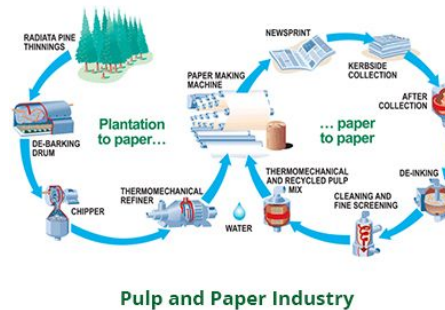 RADIATA PINE
THINNINGS
DE-BARKING
DRUM
CHIPPER
Plantation
to paper...
THERMOMECHANICAL
REFINER
PAPER MAKING
MACHINE
NEWSPRINT
KERBSIDE
COLLECTION
AFTER
COLLECTION
... paper
to paper
DE-INKING
CLEANING AND
FINE SCREENING
THERMOMECHANICAL
AND RECYCLED PULP
MIX
WATER
Pulp and Paper Industry